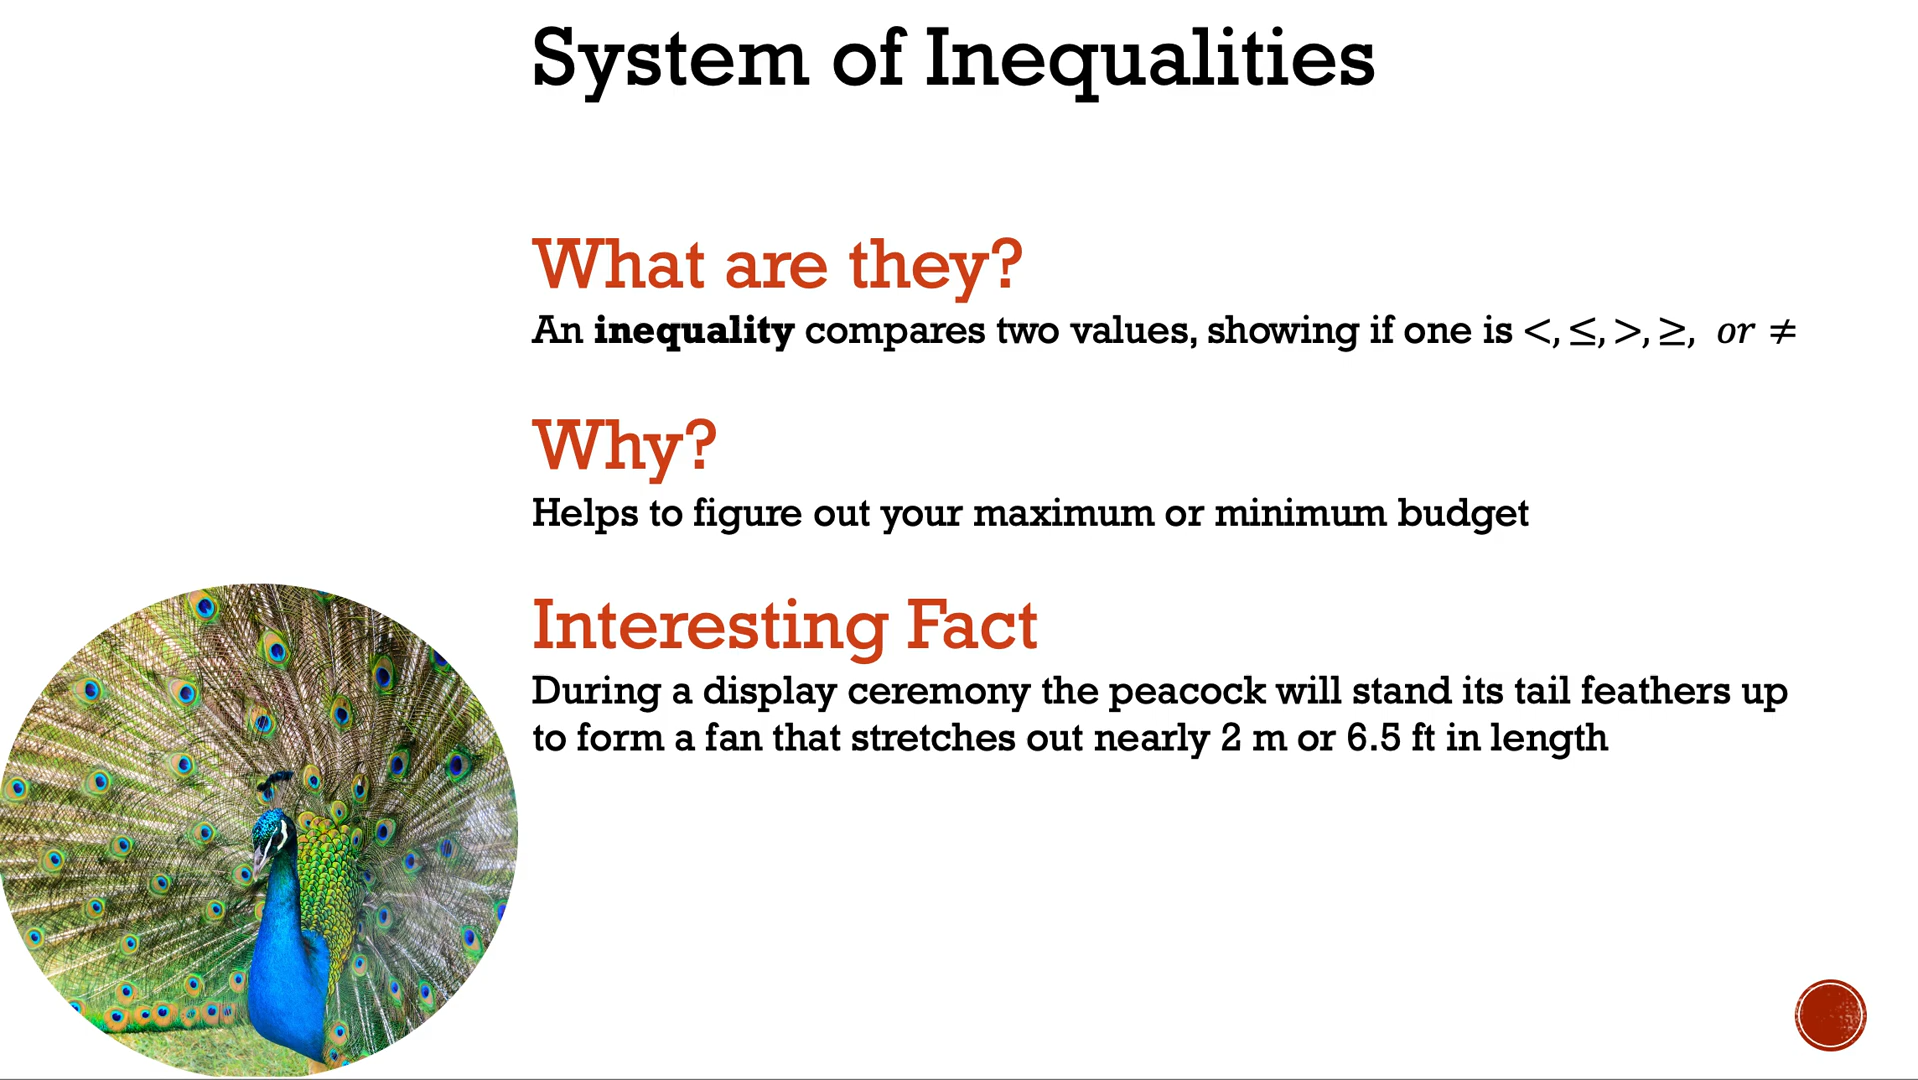 System of Inequalities
What are they?
An inequality compares two values, showing if one is <, ≤, >, ≥, or ≠
Why?
Helps to figure out your maximum or minimum budget
Interesting Fact
During a display ceremony the peacock will stand its tail feathers up
to form a fan that stretches out nearly 2 m or 6.5 ft in length